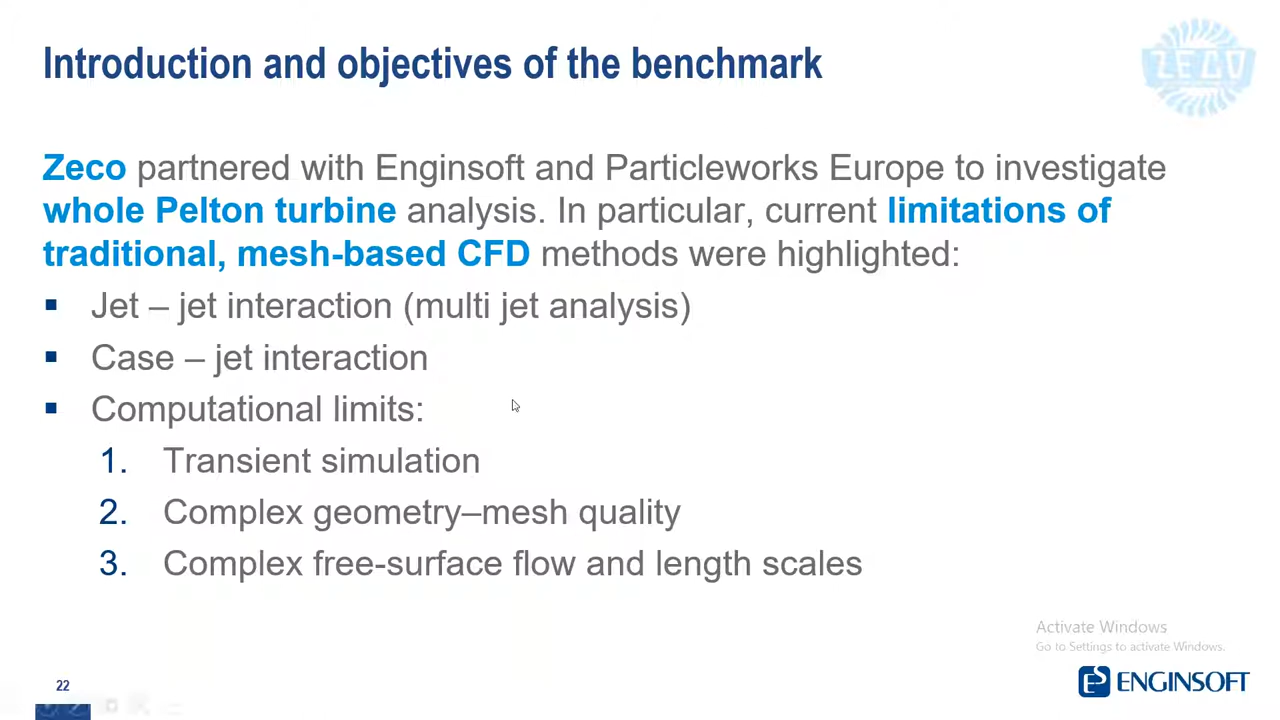 Introduction and objectives of the benchmark
ZECO
Zeco partnered with Enginsoft and Particleworks Europe to investigate
whole Pelton turbine analysis. In particular, current limitations of
traditional, mesh-based CFD methods were highlighted:
▪ Jet – jet interaction (multi jet analysis)
▪ Case – jet interaction
▪ Computational limits:
1. Transient simulation
2. Complex geometry–mesh quality
3. Complex free-surface flow and length scales
Activate Windows
Go to Settings to activate Windows.
22
ENGINSOFT